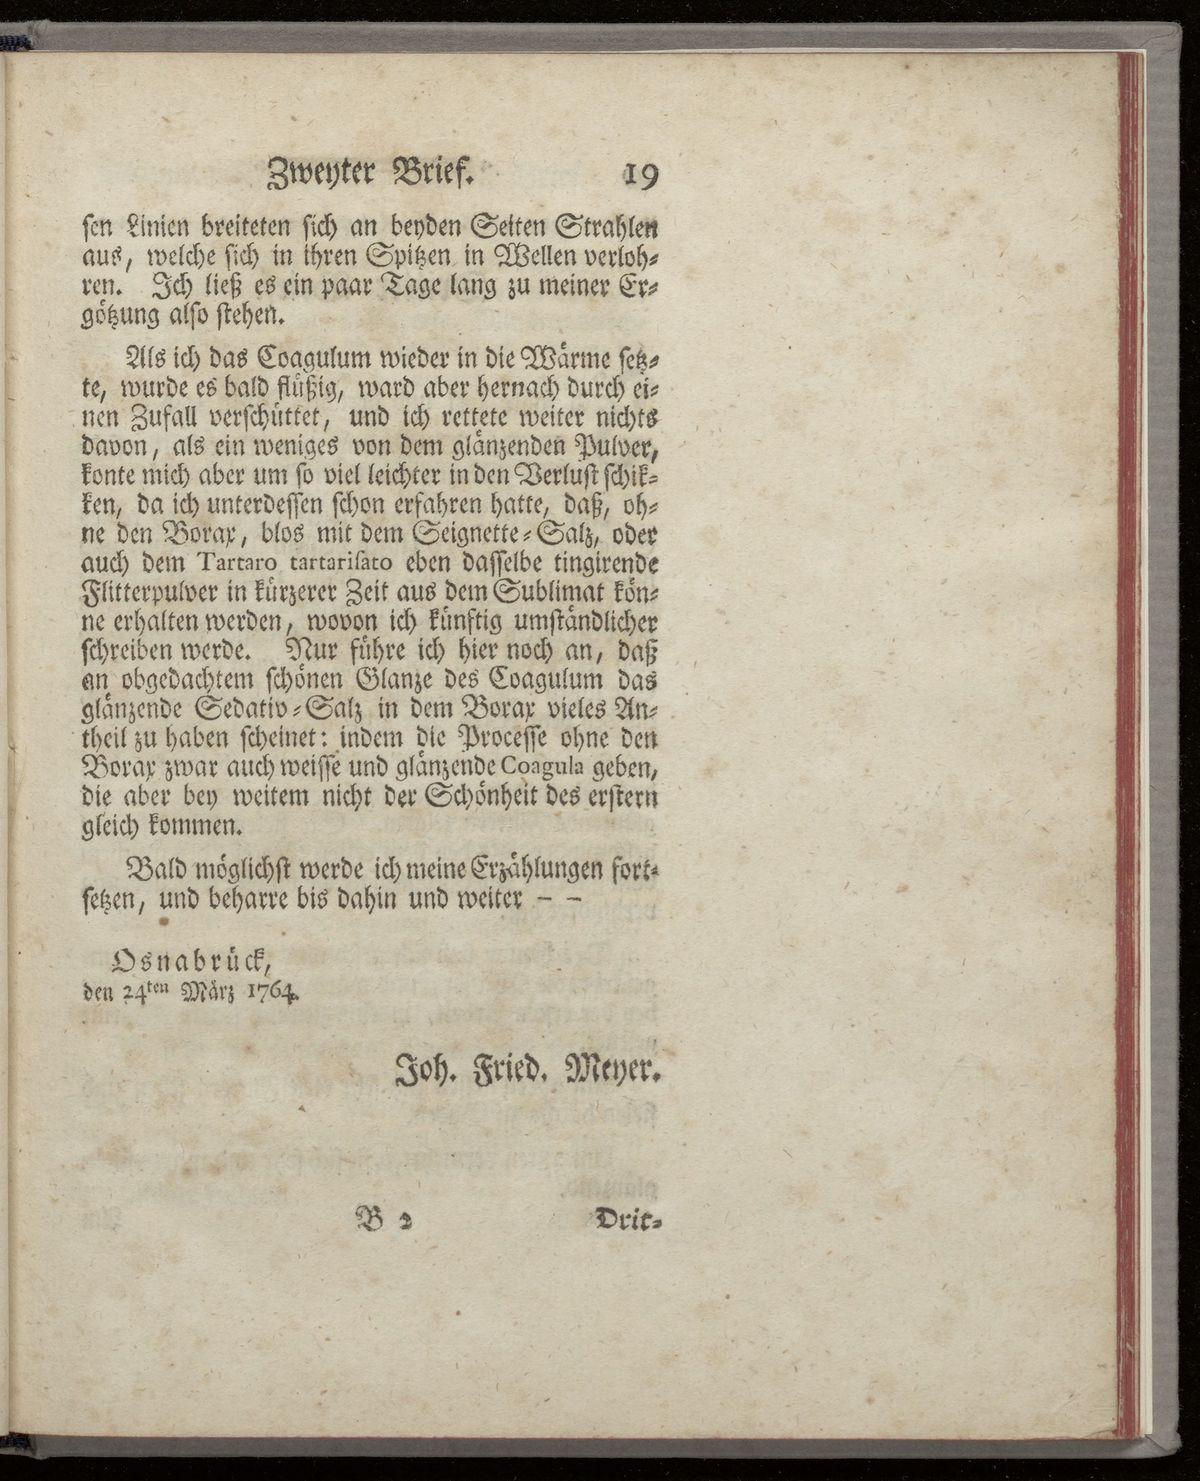 Zweyter Brief. 19
sen Linien breiteten sich an beyden Seiten Strahlen
aus, welche sich in ihren Spitzen in Wellen verloh-
ren. Ich ließ es ein paar Tage lang zu meiner Er-
götzung also stehen.
Als ich das Coagulum wieder in die Wärme setz-
te, wurde es bald flüßig, ward aber hernach durch ei-
nen Zufall verschüttet, und ich rettete weiter nichts
davon, als ein weniges von dem glänzenden Pulver,
konte mich aber um so viel leichter in den Verlust schik-
ken, da ich unterdessen schon erfahren hatte, daß, oh-
ne den Borax, blos mit dem Seignette-Salz, oder
auch dem Tartaro tartarisato eben dasselbe tingirende
Flitterpulver in kürzerer Zeit aus dem Sublimat kön-
ne erhalten werden, wovon ich künftig umständlicher
schreiben werde. Nur führe ich hier noch an, daß
an obgedachtem schönen Glanze des Coagulum das
glänzende Sedativ-Salz in dem Borax vieles An-
theil zu haben scheinet: indem die Processe ohne den
Borax zwar auch weisse und glänzende Coagula geben,
die aber bey weitem nicht der Schönheit des erstern
gleich kommen.
Bald möglichst werde ich meine Erzählungen fort-
setzen, und beharre bis dahin und weiter – –
Osnabrück,
den 24ten März 1764.
Joh. Fried. Meyer.
B 2 Drit-